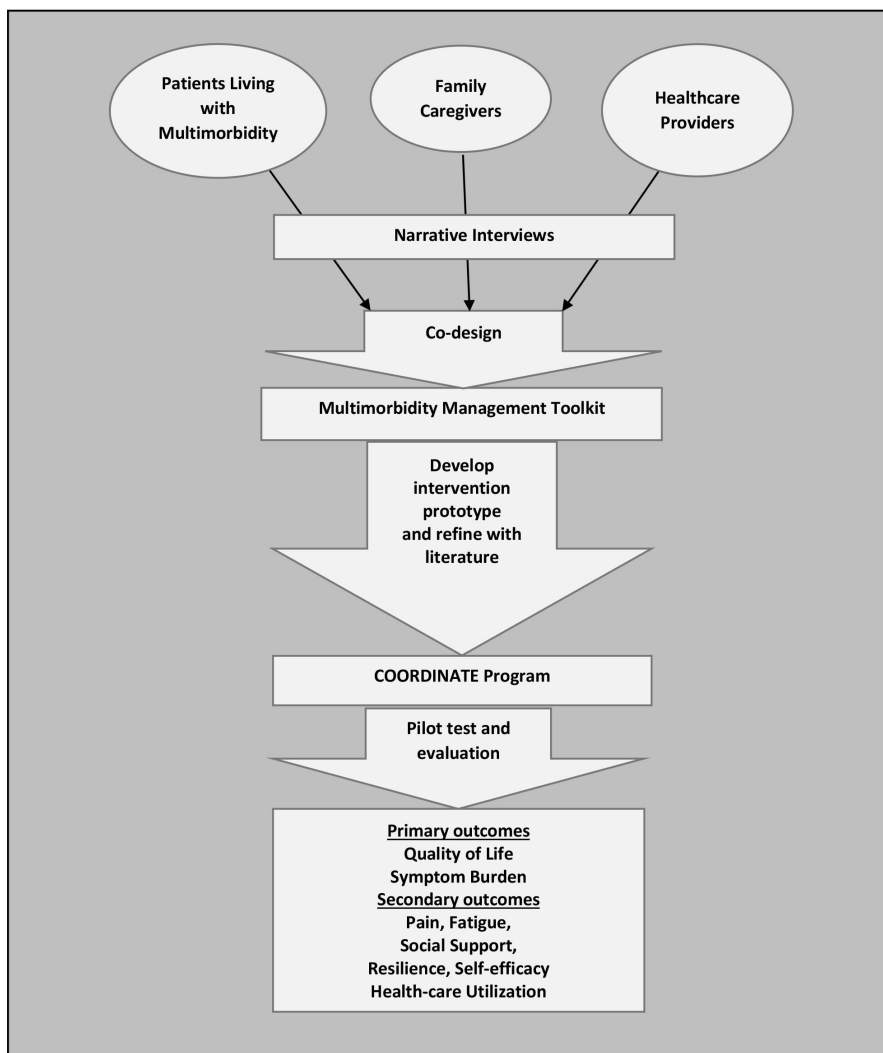 Patients Living
with
Multimorbidity
Family
Caregivers
Healthcare
Providers
Narrative Interviews
Co-design
Multimorbidity Management Toolkit
Develop
intervention
prototype
and refine with
literature
COORDINATE Program
Pilot test and
evaluation
Primary outcomes
Quality of Life
Symptom Burden
Secondary outcomes
Pain, Fatigue,
Social Support,
Resilience, Self-efficacy
Health-care Utilization